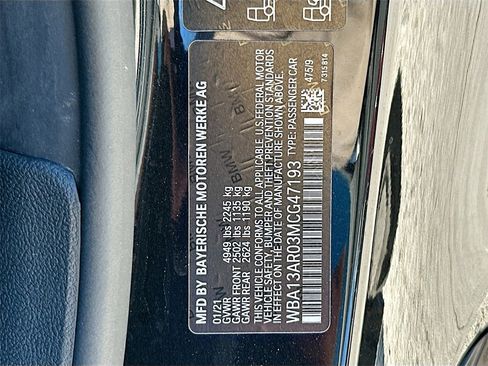 MFD BY BAYERISCHE MOTOREN WERKE AG
01/21
GVWR 4949 lbs 2245 kg
GAWR FRONT 2502 lbs 1135 kg
GAWR REAR 2624 lbs 1190 kg
THIS VEHICLE CONFORMS TO ALL APPLICABLE U.S. FEDERAL MOTOR
VEHICLE SAFETY, BUMPER AND THEFT PREVENTION STANDARDS
IN EFFECT ON THE DATE OF MANUFACTURE SHOWN ABOVE.
WBA13AR03MCG47193 TYPE: PASSENGER CAR
475/9
7315814